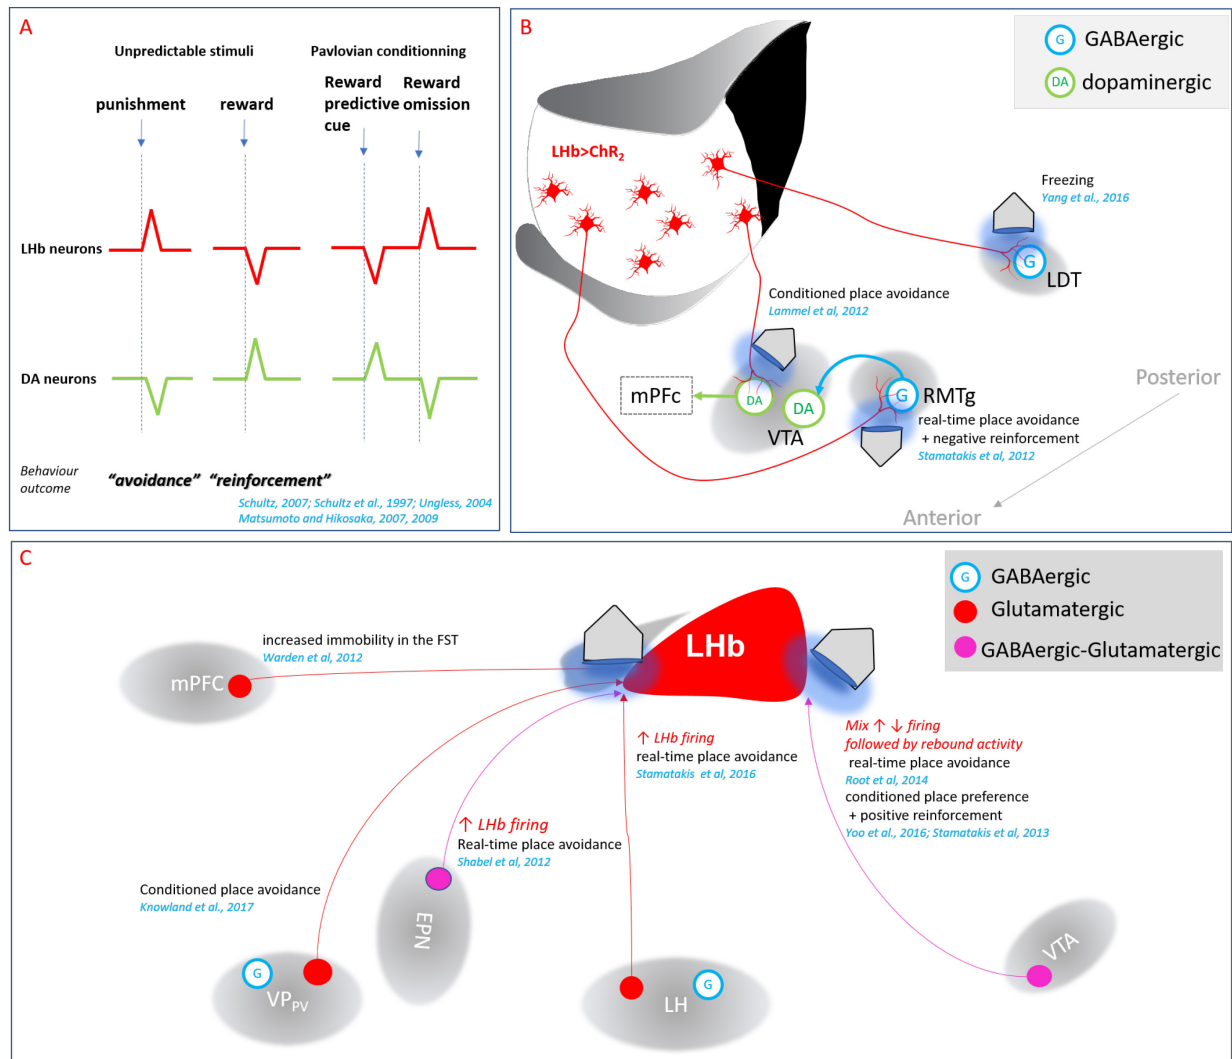 A
Unpredictable stimuli
Pavlovian conditionning
punishment
reward
Reward
predictive
cue
Reward
omission
LHb neurons
DA neurons
Behaviour
outcome
“avoidance”
“reinforcement”
Schultz, 2007; Schultz et al., 1997; Ungless, 2004
Matsumoto and Hikosaka, 2007, 2009
B
G GABAergic
DA dopaminergic
LHb>ChR2
Freezing
Yang et al., 2016
G
LDT
Conditioned place avoidance
Lammel et al, 2012
mPFc
DA
DA
VTA
G
RMTg
real-time place avoidance
+ negative reinforcement
Stamatakis et al, 2012
Posterior
Anterior
C
G GABAergic
Glutamatergic
GABAergic-Glutamatergic
LHb
mPFC
increased immobility in the FST
Warden et al, 2012
↑ LHb firing
real-time place avoidance
Stamatakis et al, 2016
Mix ↑ ↓ firing
followed by rebound activity
real-time place avoidance
Root et al, 2014
conditioned place preference
+ positive reinforcement
Yoo et al., 2016; Stamatakis et al, 2013
↑ LHb firing
Real-time place avoidance
Shabel et al, 2012
Conditioned place avoidance
Knowland et al., 2017
EPN
G
VPPV
LH
G
VTA